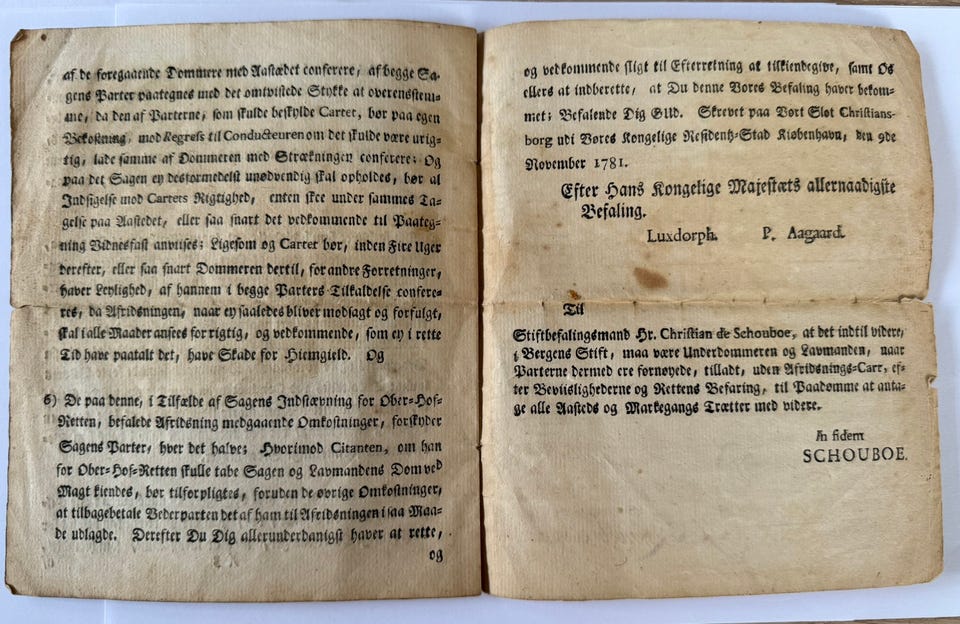 af de foregaaende Dommere med Aastædet conferere, af begge Sa-
gens Parter paategnes med det omtvistede Stykke at overensstem-
me, da den af Parterne, som skulde beskylde Cartet, bør paa egen
Bekostning, mod Regress til Conducteuren om det skulde være urig-
tig, lade samme af Dommeren med Strækningen conferere; Og
paa det Sagen ey desformedelst unødvendig skal opholdes, bør al
Indsigelse mod Cartets Rigtighed, enten skee under sammes Ta-
gelse paa Aastedet, eller saa snart det vedkommende til Paateg-
ning Vidnesfast anviises; Ligesom og Cartet bør, inden Fire Uger
derefter, eller saa snart Dommeren dertil, for andre Forretninger,
haver Leylighed, af hannem i begge Parters Tilkaldelse confere-
res, da Afridsningen, naar ey saaledes bliver modsagt og forfulgt,
skal i alle Maader ansees for rigtig, og vedkommende, som ey i rette
Tid have paatalt det, have Skade for Hiemgield. Og
6) De paa denne, i Tilfælde af Sagens Indstævning for Ober-Hof-
Retten, befalede Afridsning medgaaende Omkostninger, forskyder
Sagens Parter, hver det halve; Hvorimod Citanten, om han
for Ober-Hof-Retten skulle tabe Sagen og Lavmandens Dom ved
Magt kiendes, bør tilforpligtes, foruden de øvrige Omkostninger,
at tilbagebetale Vederparten det af ham til Afridsningen i saa Maa-
de udlagde. Derefter Du Dig allerunderdanigst haver at rette,
og
og vedkommende sligt til Efterretning at tilkiendegive, samt Os
ellers at indberette, at Du denne Vores Befaling haver bekom-
met; Befalende Dig GUd. Skrevet paa Vort Slot Christians-
borg udi Vores Kongelige Residentz-Stad Kiøbenhavn, den 9de
November 1781.
Efter Hans Kongelige Majestæts allernaadigste
Befaling.
Luxdorph. P. Aagaard.
Til
Stiftbefalingsmand Hr. Christian de Schouboe, at det indtil videre,
i Bergens Stift, maa være Underdommeren og Lavmanden, naar
Parterne dermed ere fornøyede, tilladt, uden Afridsnings-Cart, ef-
ter Beviislighederne og Rettens Befaring, til Paadømme at anta-
ge alle Aasteds og Markegangs Trætter med videre.
In fidem
SCHOUBOE.